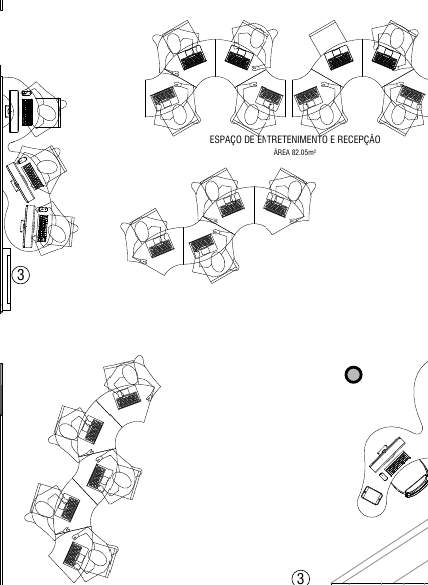 ESPAÇO DE ENTRETENIMENTO E RECEPÇÃO
ÁREA 82.05m²
3
3